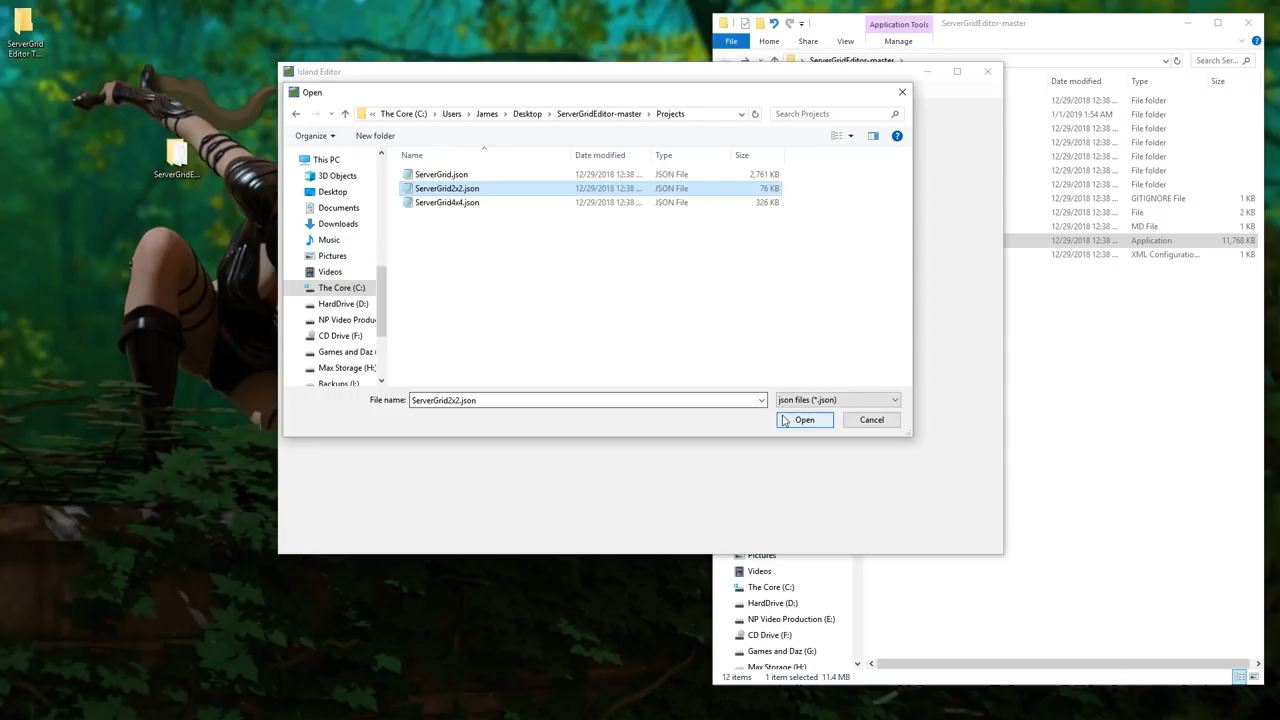 ServerGrid
Editor T...
ServerGridE...
Application Tools
ServerGridEditor-master
File
Home
Share
View
Manage
ServerGridEditor-master
Search Ser...
Date modified
Type
Size
12/29/2018 12:38 ...
File folder
1/1/2019 1:54 AM
File folder
12/29/2018 12:38 ...
File folder
12/29/2018 12:38 ...
File folder
12/29/2018 12:38 ...
File folder
12/29/2018 12:38 ...
File folder
12/29/2018 12:38 ...
File folder
12/29/2018 12:38 ...
GITIGNORE File
1 KB
12/29/2018 12:38 ...
File
2 KB
12/29/2018 12:38 ...
MD File
1 KB
12/29/2018 12:38 ...
Application
11,768 KB
12/29/2018 12:38 ...
XML Configuratio...
1 KB
Island Editor
Open
« The Core (C:) > Users > James > Desktop > ServerGridEditor-master > Projects
Search Projects
Organize
New folder
This PC
3D Objects
Desktop
Documents
Downloads
Music
Pictures
Videos
The Core (C:)
HardDrive (D:)
NP Video Produ
CD Drive (F:)
Games and Daz (
Max Storage (H:)
Backups (I:)
Name
Date modified
Type
Size
ServerGrid.json
12/29/2018 12:38 ...
JSON File
2,761 KB
ServerGrid2x2.json
12/29/2018 12:38 ...
JSON File
76 KB
ServerGrid4x4.json
12/29/2018 12:38 ...
JSON File
326 KB
File name:
ServerGrid2x2.json
json files (*.json)
Open
Cancel
Pictures
Videos
The Core (C:)
HardDrive (D:)
NP Video Production (E:)
CD Drive (F:)
Games and Daz (G:)
Max Storage (H:)
12 items
1 item selected
11.4 MB